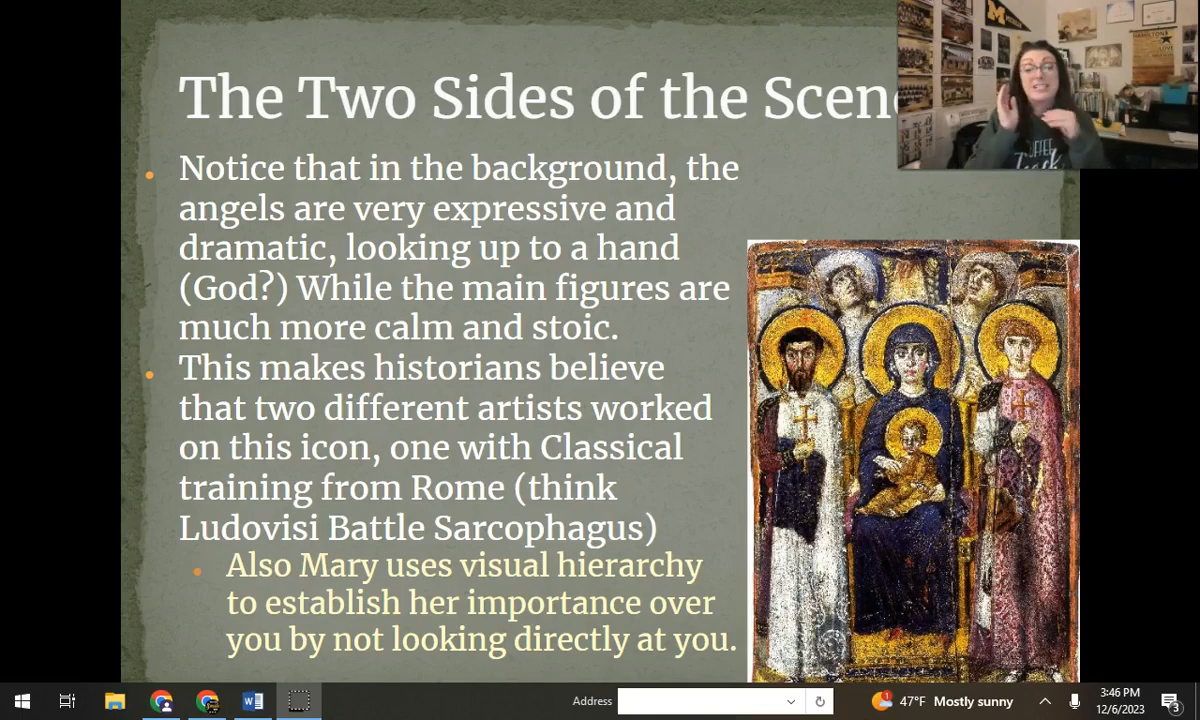 The Two Sides of the Scen
• Notice that in the background, the
angels are very expressive and
dramatic, looking up to a hand
(God?) While the main figures are
much more calm and stoic.
• This makes historians believe
that two different artists worked
on this icon, one with Classical
training from Rome (think
Ludovisi Battle Sarcophagus)
• Also Mary uses visual hierarchy
to establish her importance over
you by not looking directly at you.
M
HAMILTON
Address
1
47°F Mostly sunny
3:46 PM
12/6/2023
3